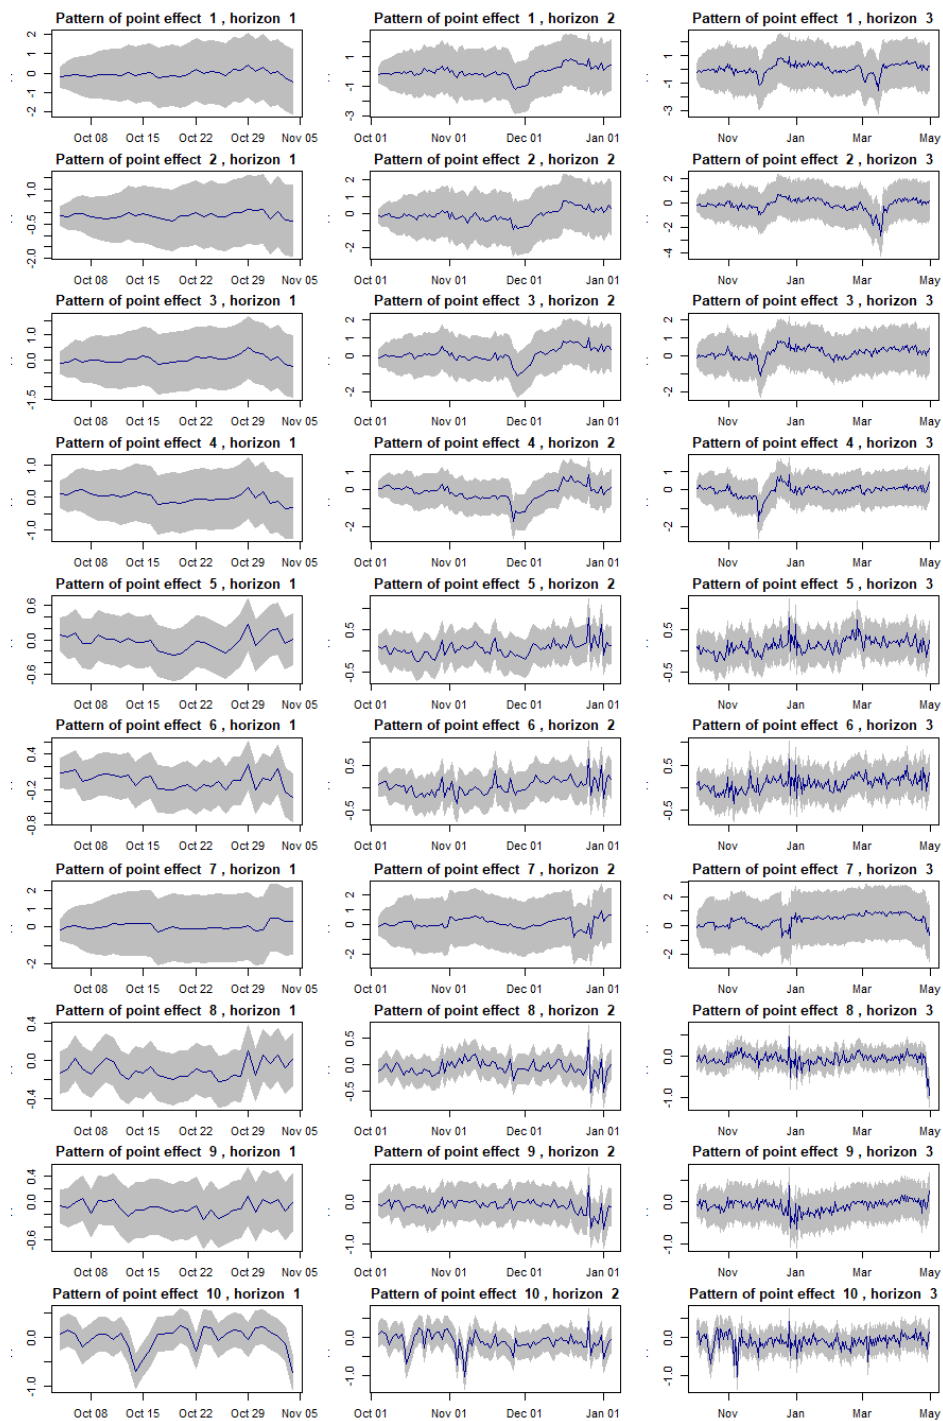 Pattern of point effect 1 , horizon 1
2
1
0
-1
-2
Oct 08 Oct 15 Oct 22 Oct 29 Nov 05
Pattern of point effect 1 , horizon 2
1
-1
-3
Oct 01 Nov 01 Dec 01 Jan 01
Pattern of point effect 1 , horizon 3
1
-1
-3
Nov Jan Mar May
Pattern of point effect 2 , horizon 1
1.0
-0.5
-2.0
Oct 08 Oct 15 Oct 22 Oct 29 Nov 05
Pattern of point effect 2 , horizon 2
2
0
-2
Oct 01 Nov 01 Dec 01 Jan 01
Pattern of point effect 2 , horizon 3
2
0
-2
-4
Nov Jan Mar May
Pattern of point effect 3 , horizon 1
1.0
0.0
-1.5
Oct 08 Oct 15 Oct 22 Oct 29 Nov 05
Pattern of point effect 3 , horizon 2
2
0
-2
Oct 01 Nov 01 Dec 01 Jan 01
Pattern of point effect 3 , horizon 3
2
0
-2
Nov Jan Mar May
Pattern of point effect 4 , horizon 1
1.0
0.0
-1.0
Oct 08 Oct 15 Oct 22 Oct 29 Nov 05
Pattern of point effect 4 , horizon 2
0
-2
Oct 01 Nov 01 Dec 01 Jan 01
Pattern of point effect 4 , horizon 3
0
-2
Nov Jan Mar May
Pattern of point effect 5 , horizon 1
0.6
0.0
-0.6
Oct 08 Oct 15 Oct 22 Oct 29 Nov 05
Pattern of point effect 5 , horizon 2
0.5
-0.5
Oct 01 Nov 01 Dec 01 Jan 01
Pattern of point effect 5 , horizon 3
0.5
-0.5
Nov Jan Mar May
Pattern of point effect 6 , horizon 1
0.4
-0.2
-0.8
Oct 08 Oct 15 Oct 22 Oct 29 Nov 05
Pattern of point effect 6 , horizon 2
0.5
-0.5
Oct 01 Nov 01 Dec 01 Jan 01
Pattern of point effect 6 , horizon 3
0.5
-0.5
Nov Jan Mar May
Pattern of point effect 7 , horizon 1
2
0
-2
Oct 08 Oct 15 Oct 22 Oct 29 Nov 05
Pattern of point effect 7 , horizon 2
2
1
0
-2
Oct 01 Nov 01 Dec 01 Jan 01
Pattern of point effect 7 , horizon 3
2
1
0
-2
Nov Jan Mar May
Pattern of point effect 8 , horizon 1
0.4
0.0
-0.4
Oct 08 Oct 15 Oct 22 Oct 29 Nov 05
Pattern of point effect 8 , horizon 2
0.5
-0.5
Oct 01 Nov 01 Dec 01 Jan 01
Pattern of point effect 8 , horizon 3
0.0
-1.0
Nov Jan Mar May
Pattern of point effect 9 , horizon 1
0.4
0.0
-0.6
Oct 08 Oct 15 Oct 22 Oct 29 Nov 05
Pattern of point effect 9 , horizon 2
0.0
-1.0
Oct 01 Nov 01 Dec 01 Jan 01
Pattern of point effect 9 , horizon 3
0.0
-1.0
Nov Jan Mar May
Pattern of point effect 10 , horizon 1
0.0
-1.0
Oct 08 Oct 15 Oct 22 Oct 29 Nov 05
Pattern of point effect 10 , horizon 2
0.0
-1.0
Oct 01 Nov 01 Dec 01 Jan 01
Pattern of point effect 10 , horizon 3
0.0
-1.0
Nov Jan Mar May